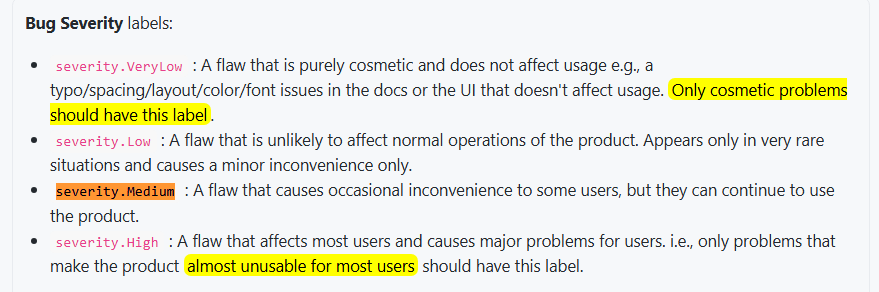 Bug Severity labels:
severity.VeryLow : A flaw that is purely cosmetic and does not affect usage e.g., a
typo/spacing/layout/color/font issues in the docs or the UI that doesn't affect usage. Only cosmetic problems
should have this label.
severity.Low : A flaw that is unlikely to affect normal operations of the product. Appears only in very rare
situations and causes a minor inconvenience only.
severity.Medium : A flaw that causes occasional inconvenience to some users, but they can continue to use
the product.
severity.High : A flaw that affects most users and causes major problems for users. i.e., only problems that
make the product almost unusable for most users should have this label.